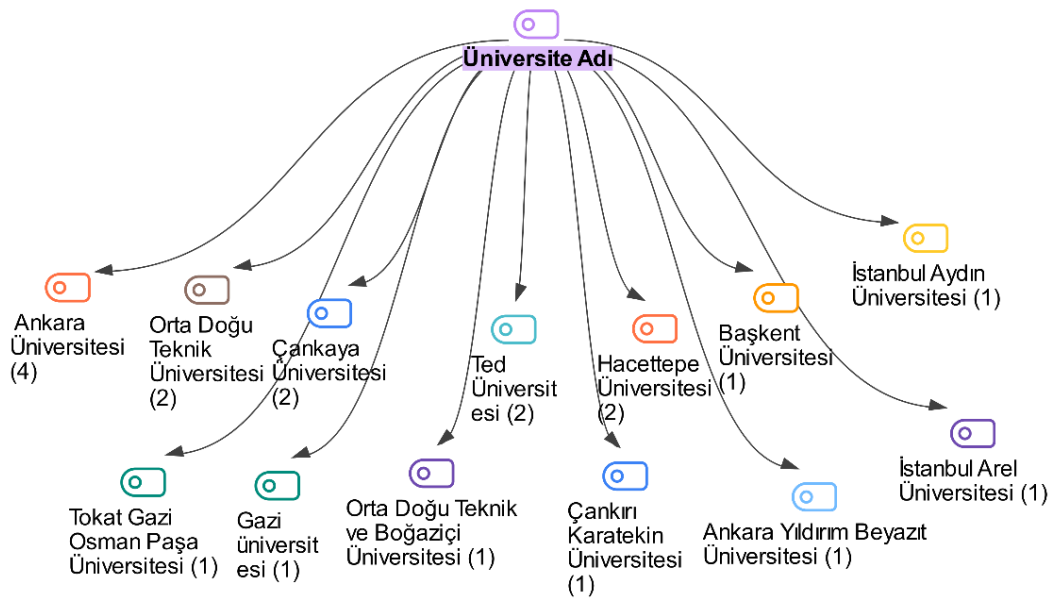 Üniversite Adı
İstanbul Aydın
Üniversitesi (1)
Ankara
Üniversitesi
(4)
Orta Doğu
Teknik
Üniversitesi
(2)
Çankaya
Üniversitesi
(2)
Ted
Üniversit
esi (2)
Hacettepe
Üniversitesi
(2)
Başkent
Üniversitesi
(1)
İstanbul Arel
Üniversitesi (1)
Tokat Gazi
Osman Paşa
Üniversitesi (1)
Gazi
üniversit
esi (1)
Orta Doğu Teknik
ve Boğaziçi
Üniversitesi (1)
Çankırı
Karatekin
Üniversitesi
(1)
Ankara Yıldırım Beyazıt
Üniversitesi (1)